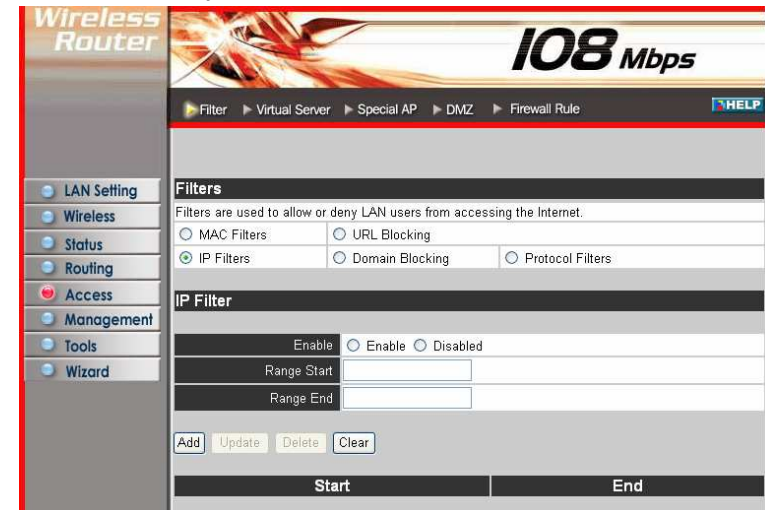 Wireless
Router
108 Mbps
Filter Virtual Server Special AP DMZ Firewall Rule HELP
LAN Setting
Wireless
Status
Routing
Access
Management
Tools
Wizard
Filters
Filters are used to allow or deny LAN users from accessing the Internet.
MAC Filters URL Blocking
IP Filters Domain Blocking Protocol Filters
IP Filter
Enable Enable Disabled
Range Start
Range End
Add Update Delete Clear
Start End